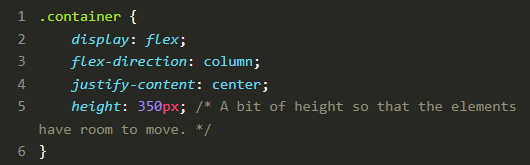 1 .container {
2     display: flex;
3     flex-direction: column;
4     justify-content: center;
5     height: 350px; /* A bit of height so that the elements
have room to move. */
6 }